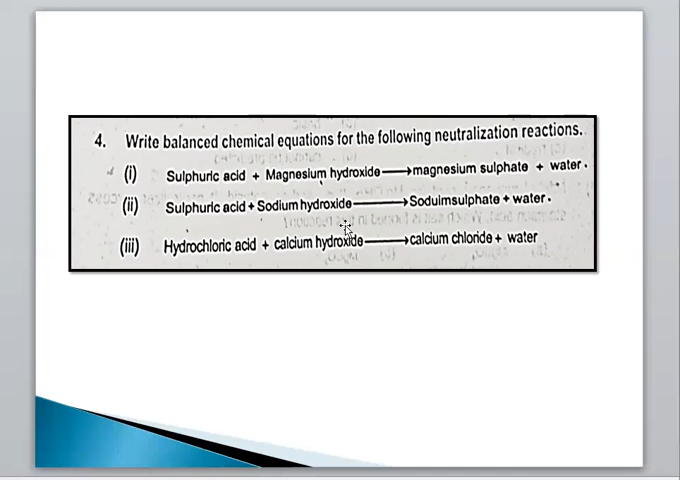 4. Write balanced chemical equations for the following neutralization reactions.
(i) Sulphuric acid + Magnesium hydroxide ⟶ magnesium sulphate + water.
(ii) Sulphuric acid + Sodium hydroxide ⟶ Soduimsulphate + water.
(iii) Hydrochloric acid + calcium hydroxide ⟶ calcium chloride + water